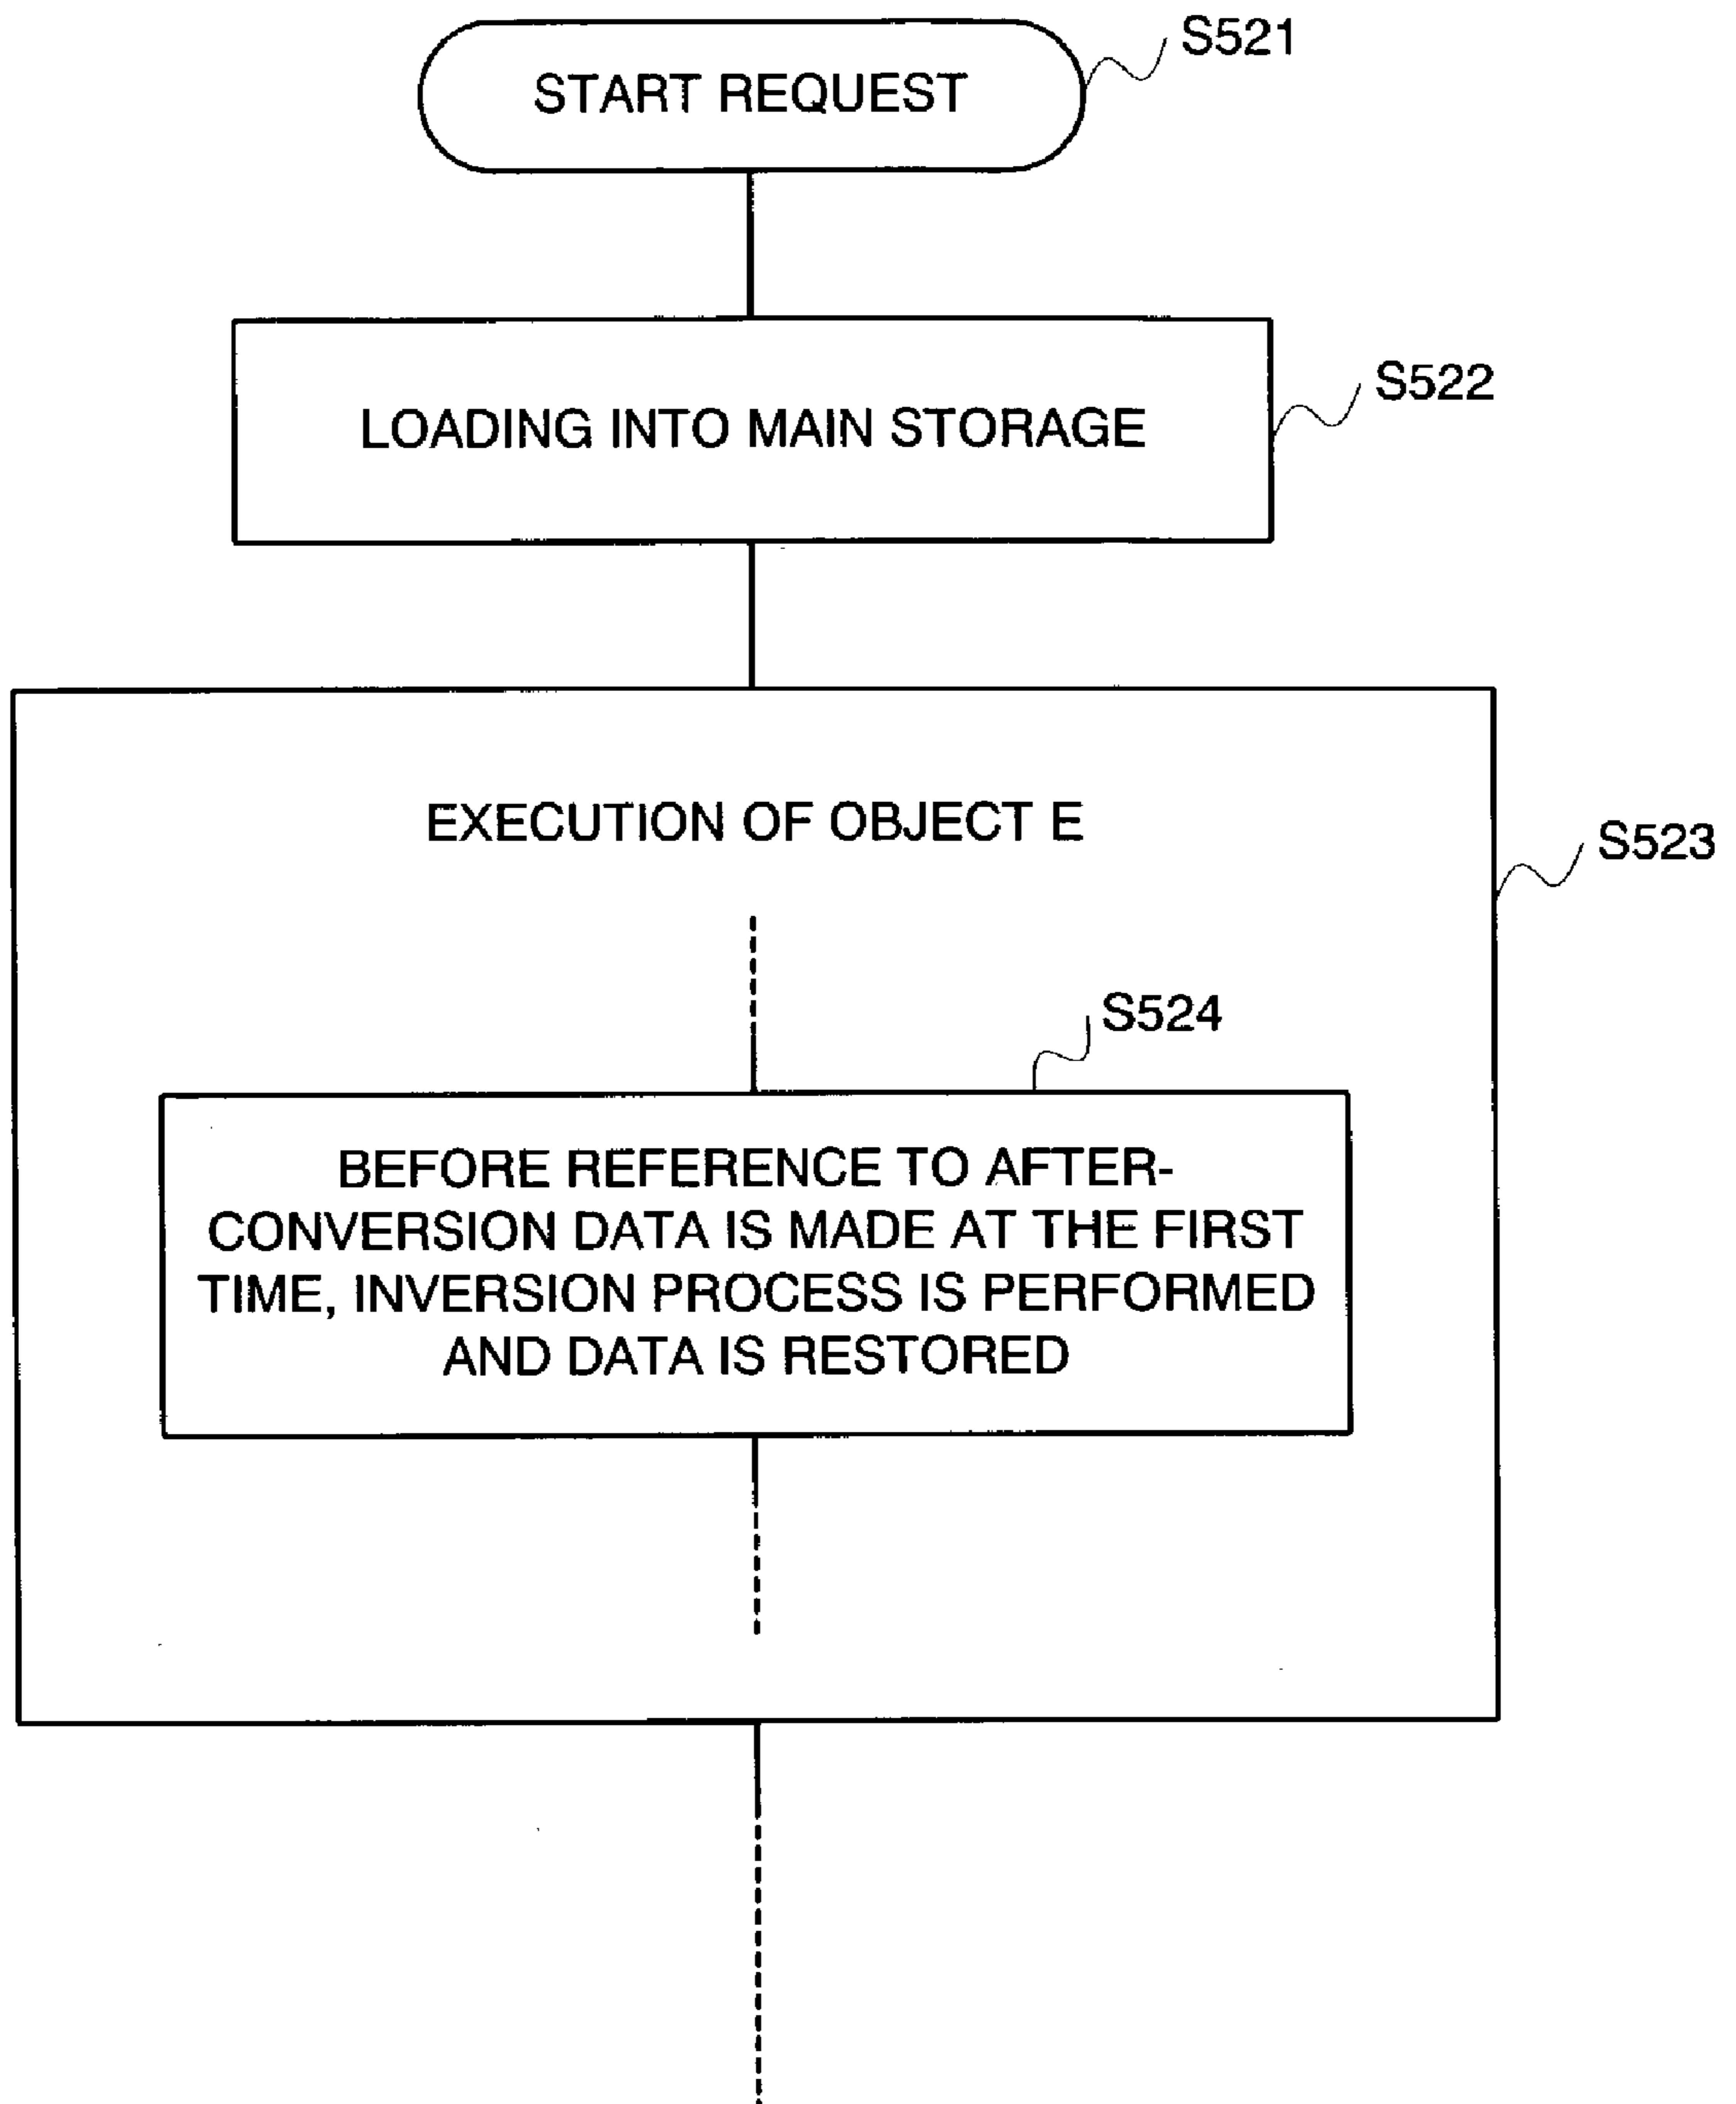 S521
START REQUEST
S522
LOADING INTO MAIN STORAGE
EXECUTION OF OBJECT E
S523
S524
BEFORE REFERENCE TO AFTER-
CONVERSION DATA IS MADE AT THE FIRST
TIME, INVERSION PROCESS IS PERFORMED
AND DATA IS RESTORED